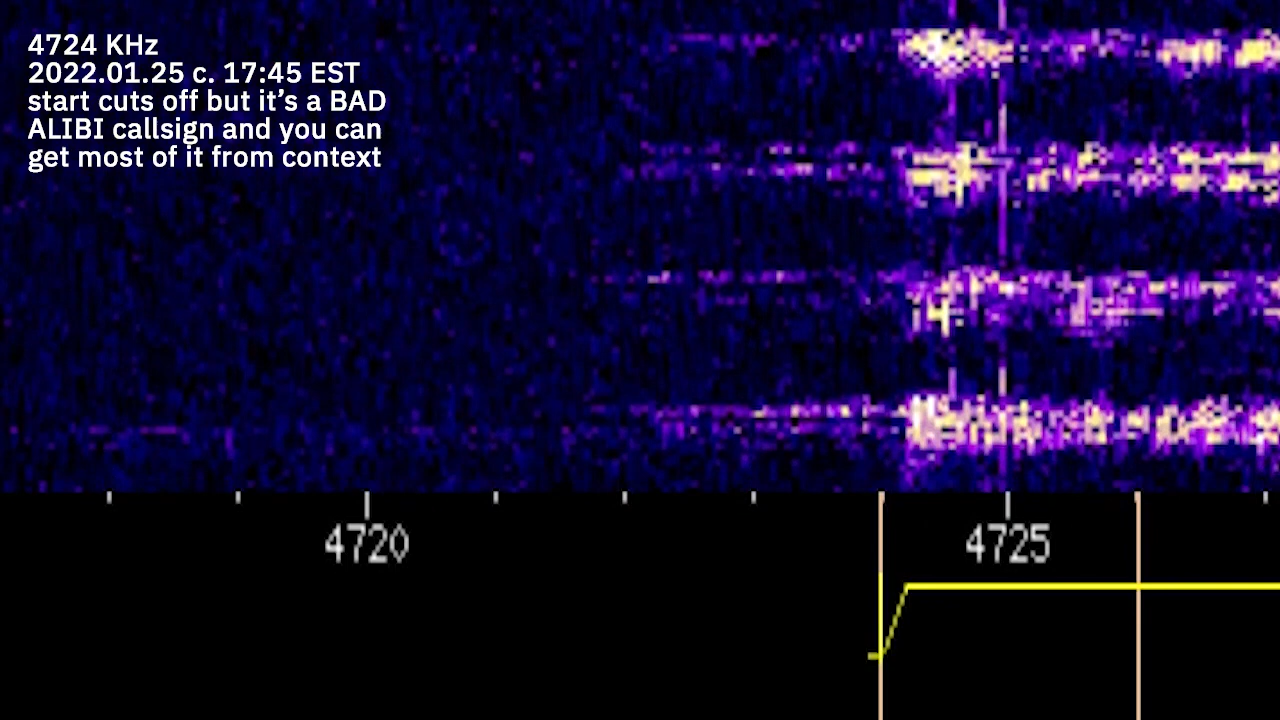 4724 KHz
2022.01.25 c. 17:45 EST
start cuts off but it’s a BAD
ALIBI callsign and you can
get most of it from context
4720
4725